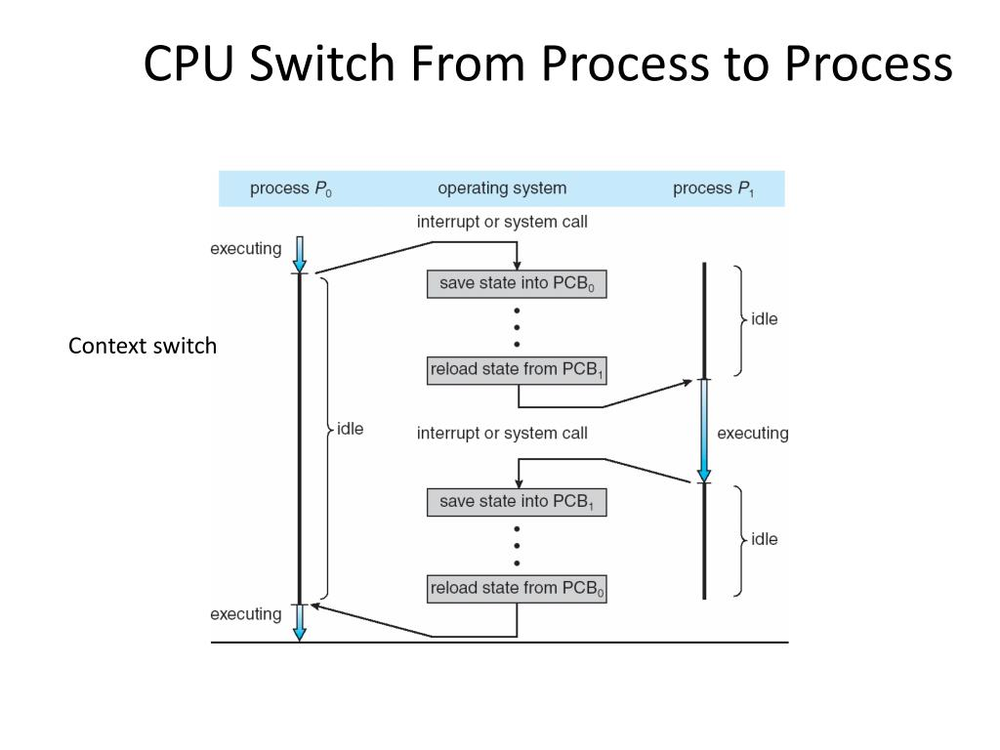 CPU Switch From Process to Process
process P₀ operating system process P₁
interrupt or system call
executing
save state into PCB₀
idle
Context switch
reload state from PCB₁
idle
interrupt or system call
executing
save state into PCB₁
idle
reload state from PCB₀
executing